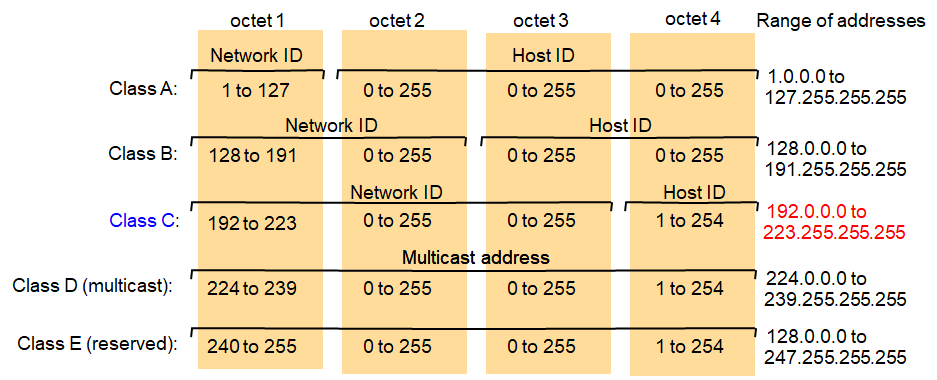 octet 1 octet 2 octet 3 octet 4 Range of addresses
Network ID Host ID
Class A: 1 to 127 0 to 255 0 to 255 0 to 255 1.0.0.0 to
127.255.255.255
Network ID Host ID
Class B: 128 to 191 0 to 255 0 to 255 0 to 255 128.0.0.0 to
191.255.255.255
Network ID Host ID
Class C: 192 to 223 0 to 255 0 to 255 1 to 254 192.0.0.0 to
223.255.255.255
Multicast address
Class D (multicast): 224 to 239 0 to 255 0 to 255 1 to 254 224.0.0.0 to
239.255.255.255
Class E (reserved): 240 to 255 0 to 255 0 to 255 1 to 254 128.0.0.0 to
247.255.255.255